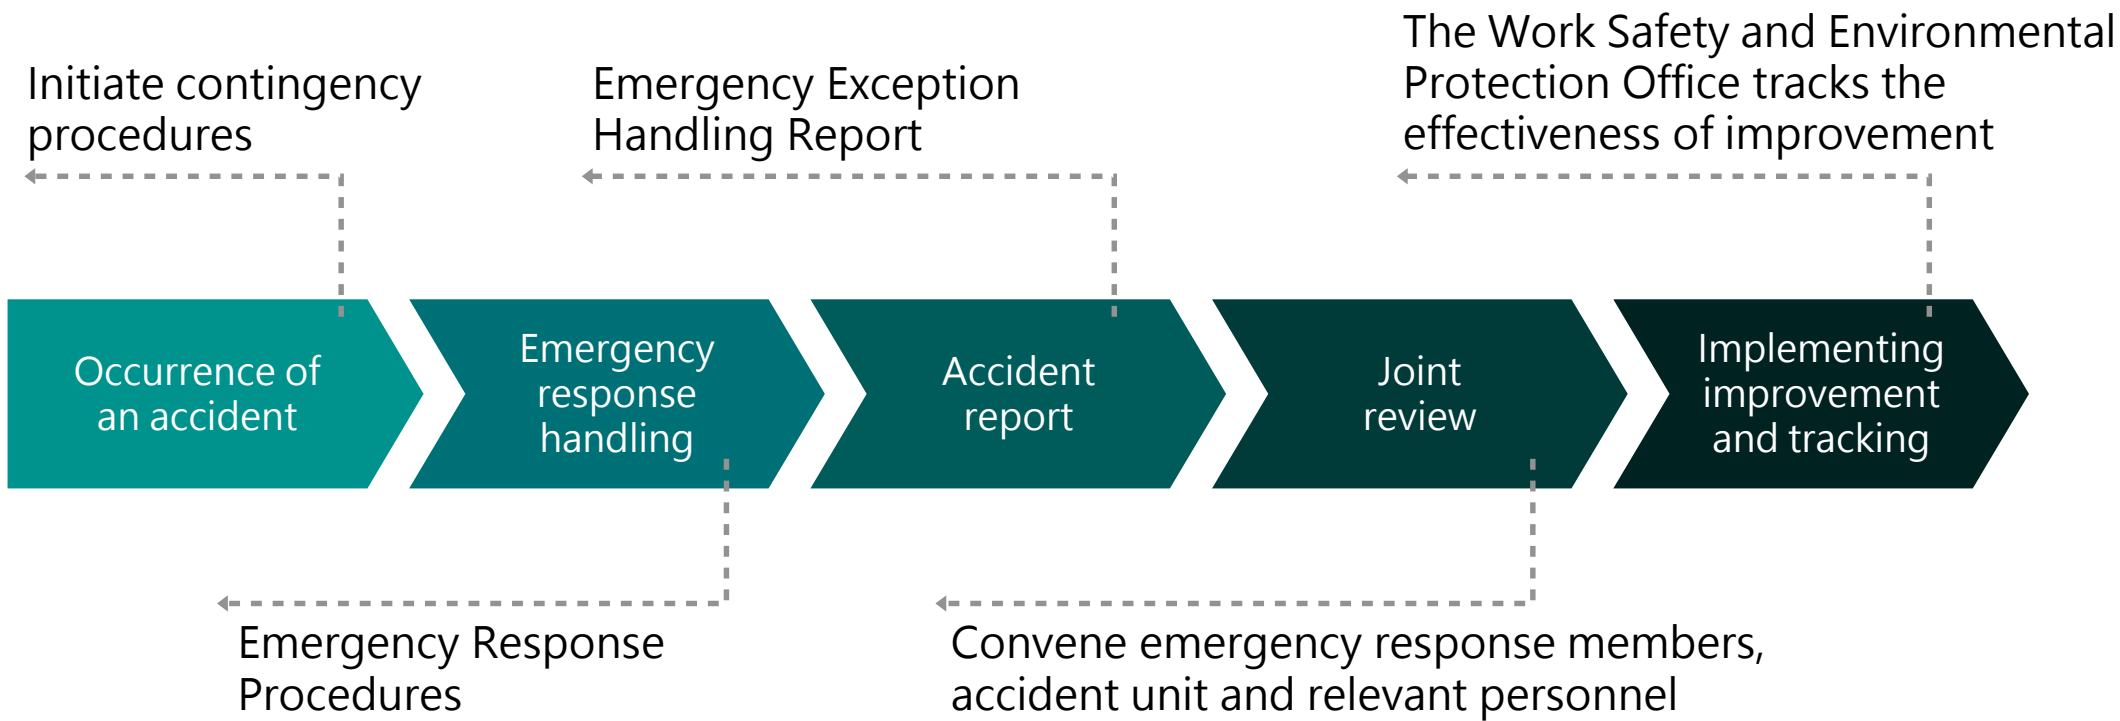 Initiate contingency
procedures
Emergency Exception
Handling Report
The Work Safety and Environmental
Protection Office tracks the
effectiveness of improvement
Occurrence of
an accident
Emergency
response
handling
Accident
report
Joint
review
Implementing
improvement
and tracking
Emergency Response
Procedures
Convene emergency response members,
accident unit and relevant personnel